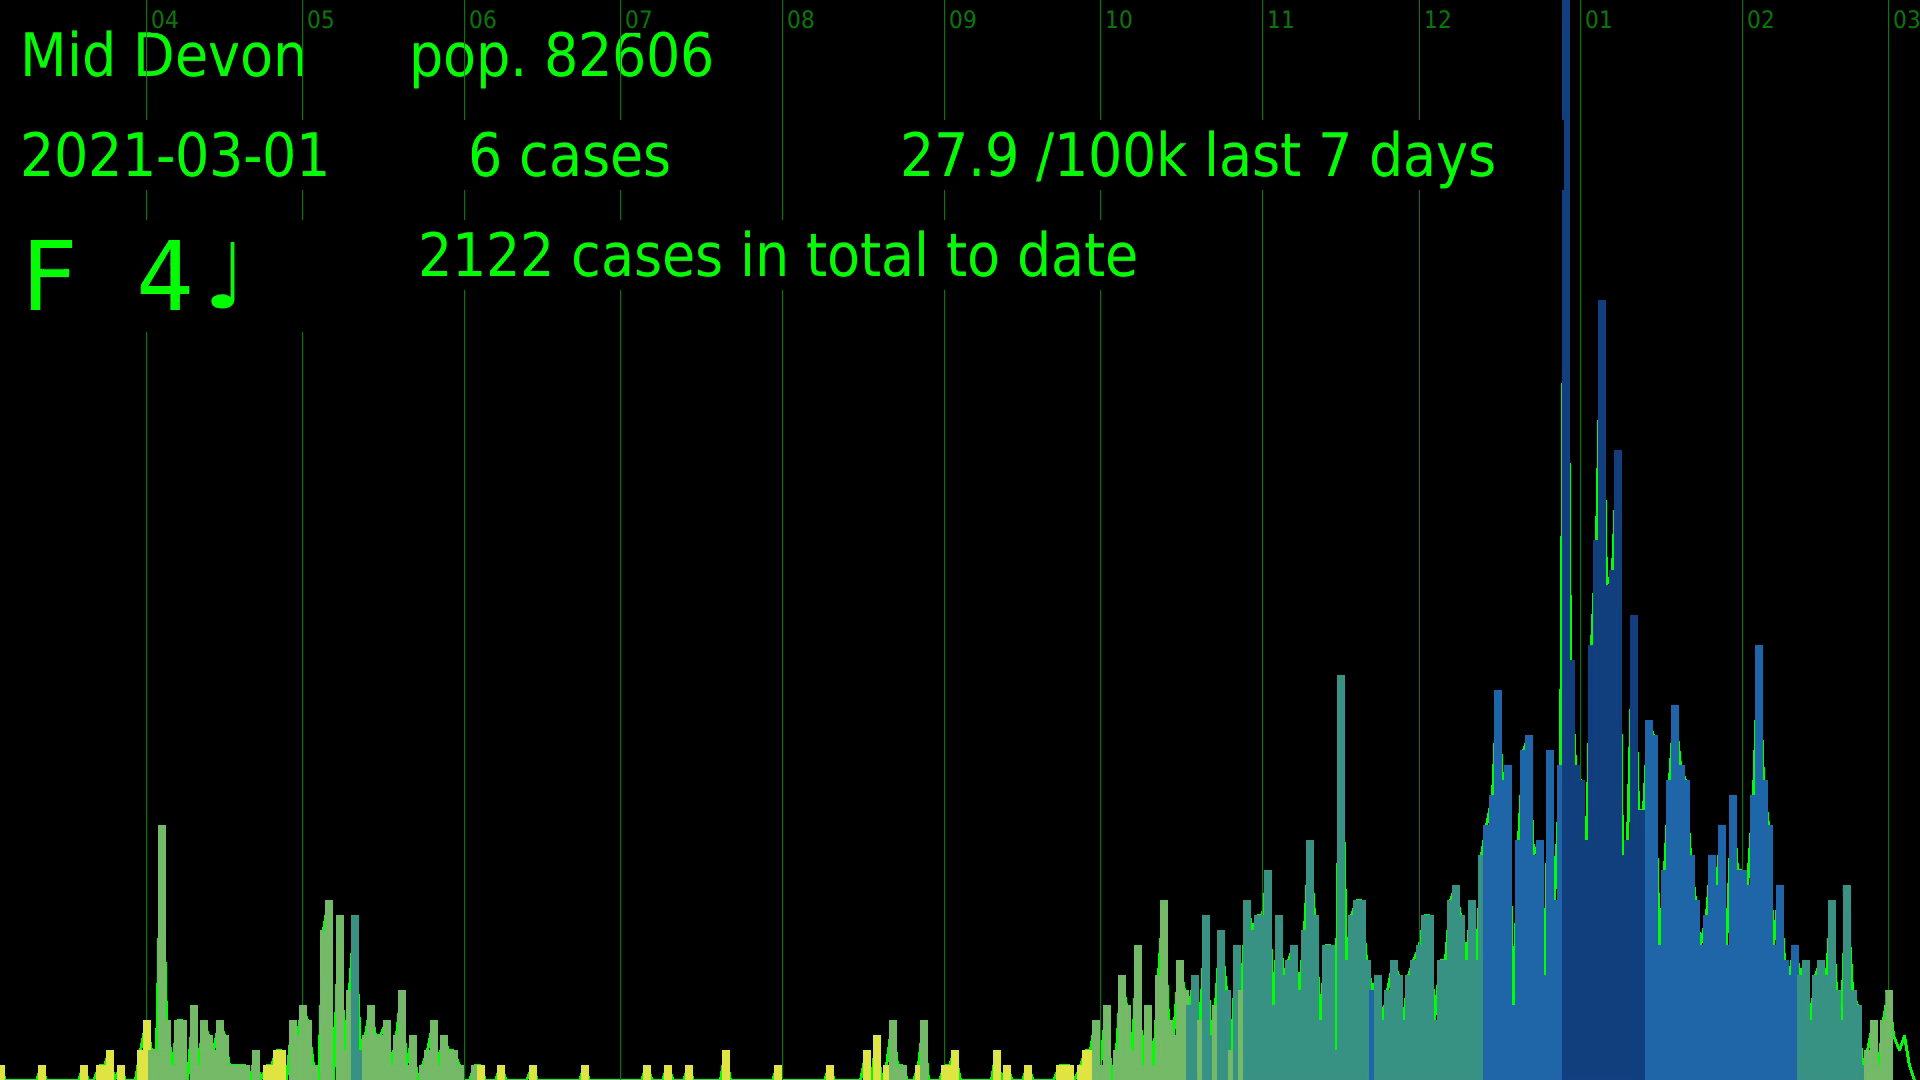 04 05 06 07 08 09 10 11 12 01 02 03
Mid Devon pop. 82606
2021-03-01 6 cases 27.9 /100k last 7 days
F 4♩ 2122 cases in total to date